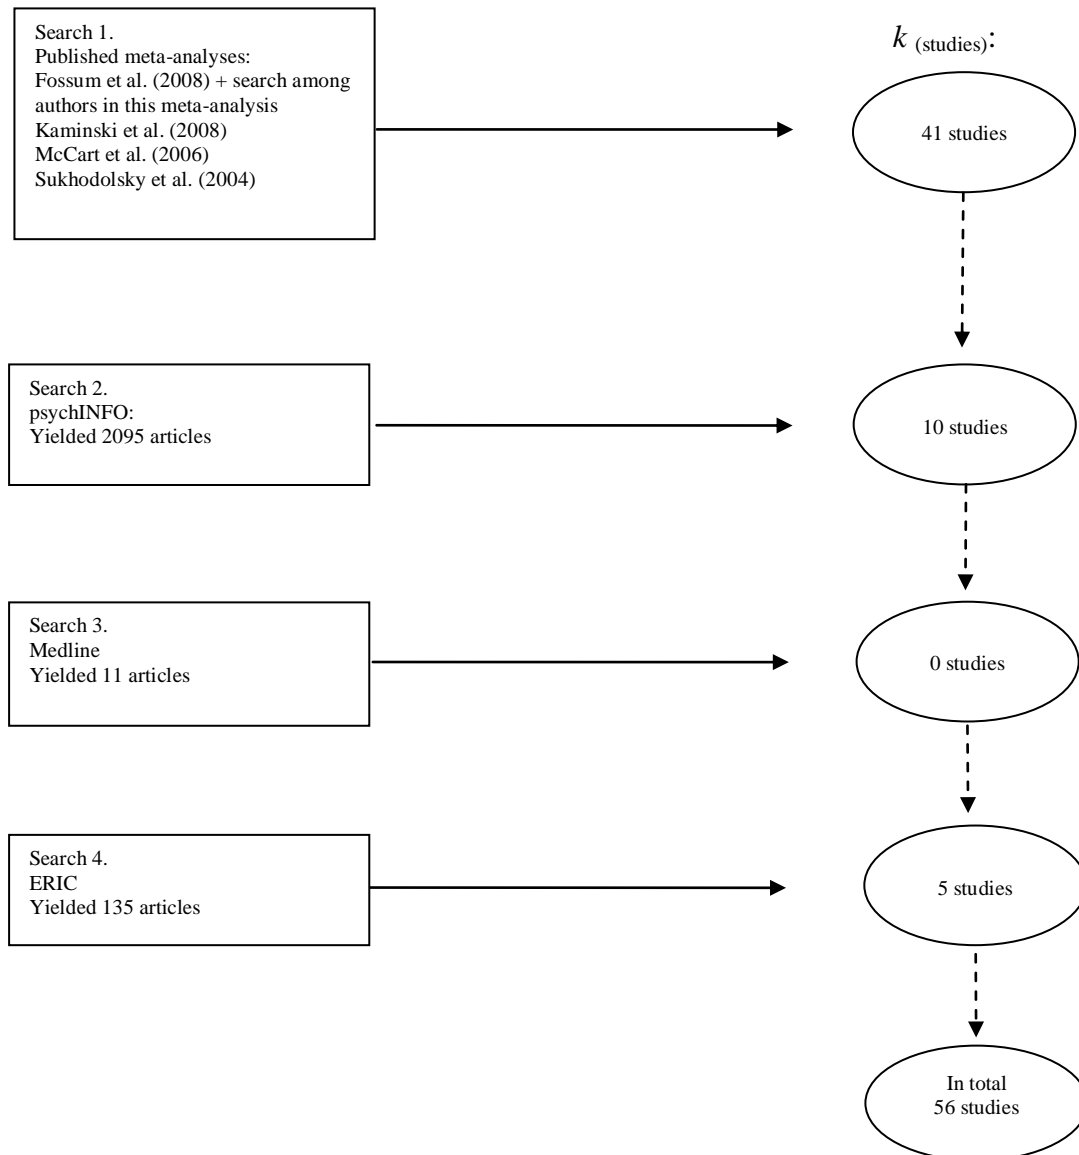 Search 1.
Published meta-analyses:
Fossum et al. (2008) + search among
authors in this meta-analysis
Kaminski et al. (2008)
McCart et al. (2006)
Sukhodolsky et al. (2004)
k (studies):
41 studies
Search 2.
psychINFO:
Yielded 2095 articles
10 studies
Search 3.
Medline
Yielded 11 articles
0 studies
Search 4.
ERIC
Yielded 135 articles
5 studies
In total
56 studies